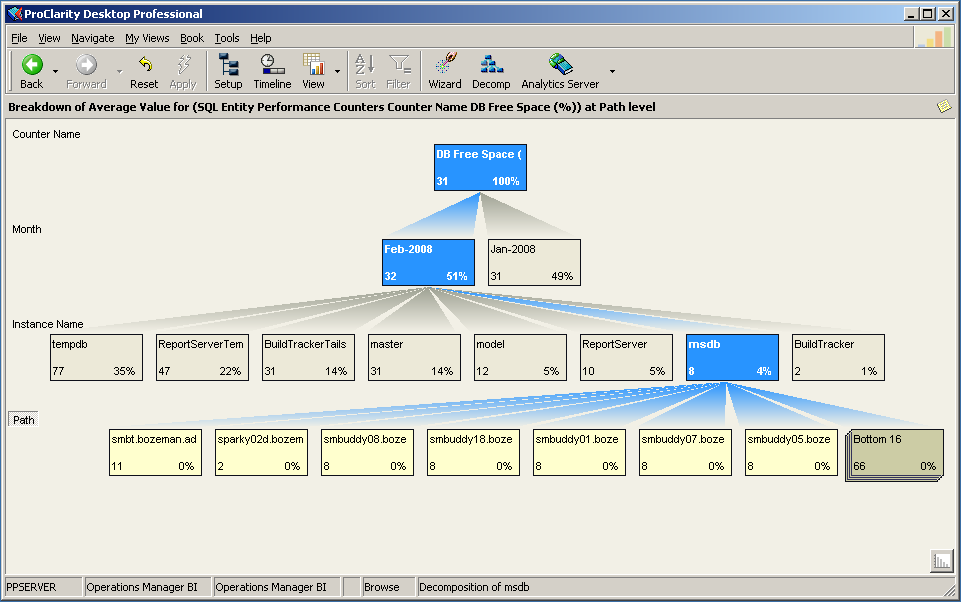 ProClarity Desktop Professional
File View Navigate My Views Book Tools Help
Back Forward Reset Apply Setup Timeline View Sort Filter Wizard Decomp Analytics Server
Breakdown of Average Value for (SQL Entity Performance Counters Counter Name DB Free Space (%)) at Path level
Counter Name
DB Free Space (
31 100%
Month
Feb-2008 Jan-2008
32 51% 31 49%
Instance Name
tempdb ReportServerTem BuildTrackerTails master model ReportServer msdb BuildTracker
77 35% 47 22% 31 14% 31 14% 12 5% 10 5% 8 4% 2 1%
Path
smbt.bozeman.ad sparky02d.bozem smbuddy08.boze smbuddy18.boze smbuddy01.boze smbuddy07.boze smbuddy05.boze Bottom 16
11 0% 2 0% 8 0% 8 0% 8 0% 8 0% 8 0% 66 0%
PPSERVER Operations Manager BI Operations Manager BI Browse Decomposition of msdb